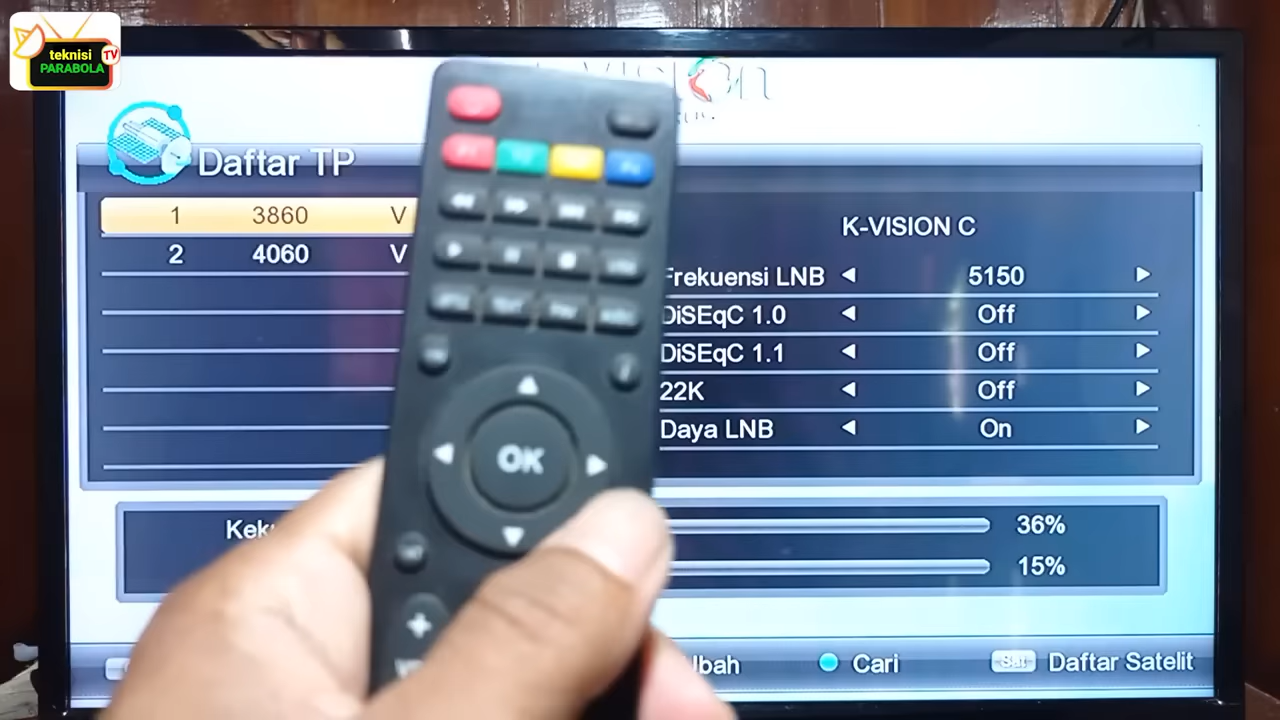 teknisi TV
PARABOLA
Daftar TP
1 3860 V
2 4060 V
K-VISION C
Frekuensi LNB 5150
DiSEqC 1.0 Off
DiSEqC 1.1 Off
22K Off
Daya LNB On
OK
36%
15%
+
Cari
Sat Daftar Satelit